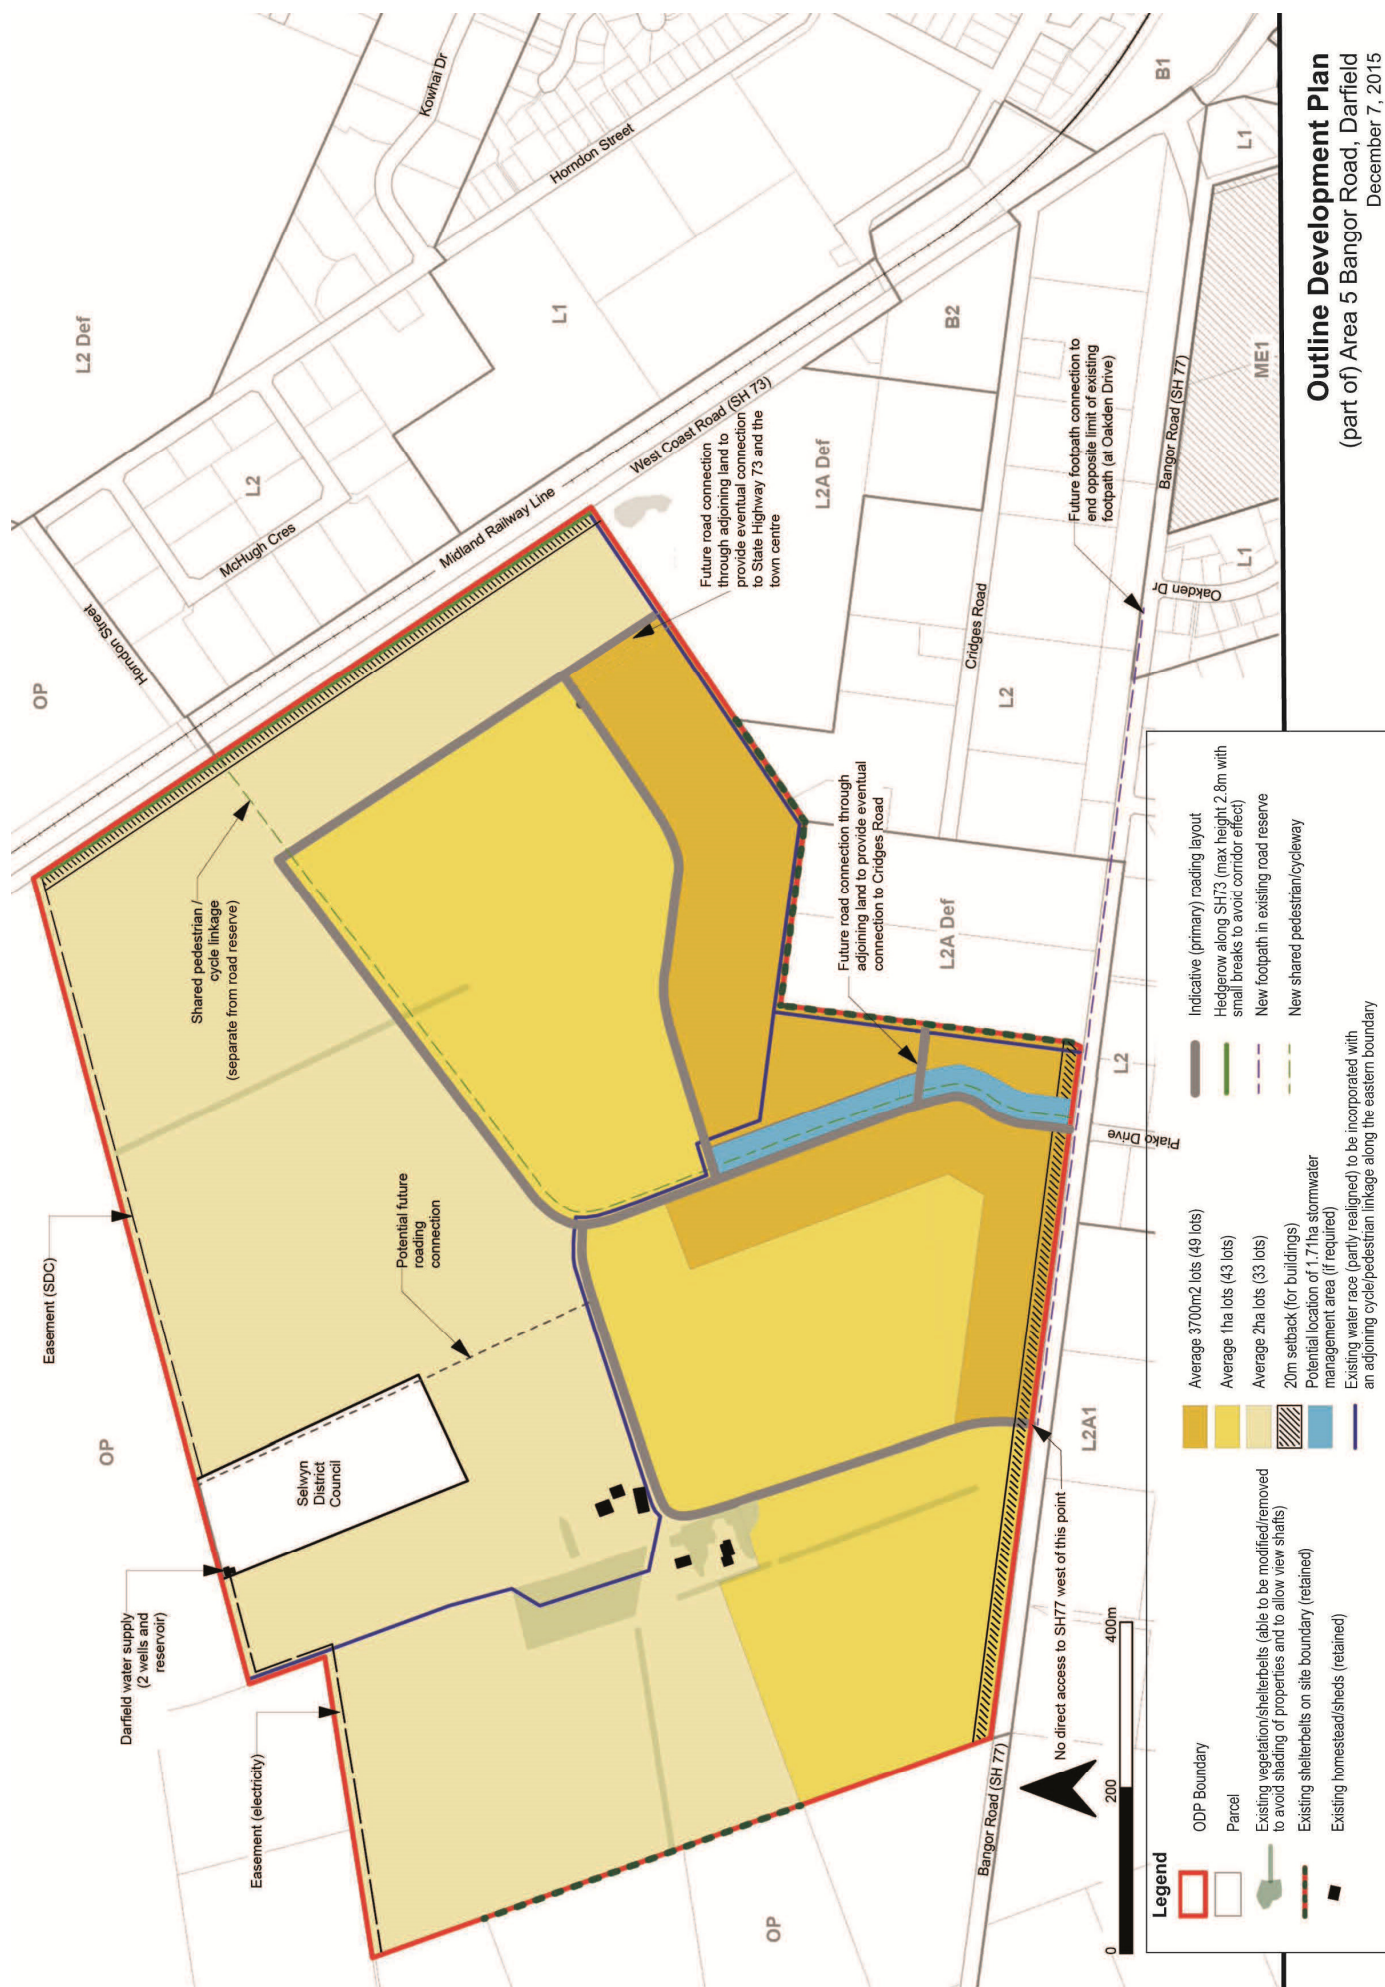 Outline Development Plan
(part of) Area 5 Bangor Road, Darfield
December 7, 2015
L2 Def
OP
Kowhai Dr
Horndon Street
L1
L2
McHugh Cres
Horndon Street
Midland Railway Line
West Coast Road (SH 73)
B1
B2
L1
ME1
L2A Def
Bangor Road (SH 77)
Oakden Dr
L1
Cridges Road
L2
Future road connection
through adjoining land to
provide eventual connection
to State Highway 73 and the
town centre
Future footpath connection to
end opposite limit of existing
footpath (at Oakden Drive)
Shared pedestrian /
cycle linkage
(separate from road reserve)
Future road connection through
adjoining land to provide eventual
connection to Cridges Road
L2A Def
L2
Piako Drive
Easement (SDC)
Potential future
roading
connection
OP
Selwyn
District
Council
Darfield water supply
(2 wells and
reservoir)
Easement (electricity)
L2A1
No direct access to SH77 west of this point
Bangor Road (SH 77)
OP
0
200
400m
Legend
ODP Boundary
Parcel
Existing vegetation/shelterbelts (able to be modified/removed
to avoid shading of properties and to allow view shafts)
Existing shelterbelts on site boundary (retained)
Existing homestead/sheds (retained)
Average 3700m2 lots (49 lots)
Average 1ha lots (43 lots)
Average 2ha lots (33 lots)
20m setback (for buildings)
Potential location of 1.71ha stormwater
management area (if required)
Existing water race (partly realigned) to be incorporated with
an adjoining cycle/pedestrian linkage along the eastern boundary
Indicative (primary) roading layout
Hedgerow along SH73 (max height 2.8m with
small breaks to avoid corridor effect)
New footpath in existing road reserve
New shared pedestrian/cycleway